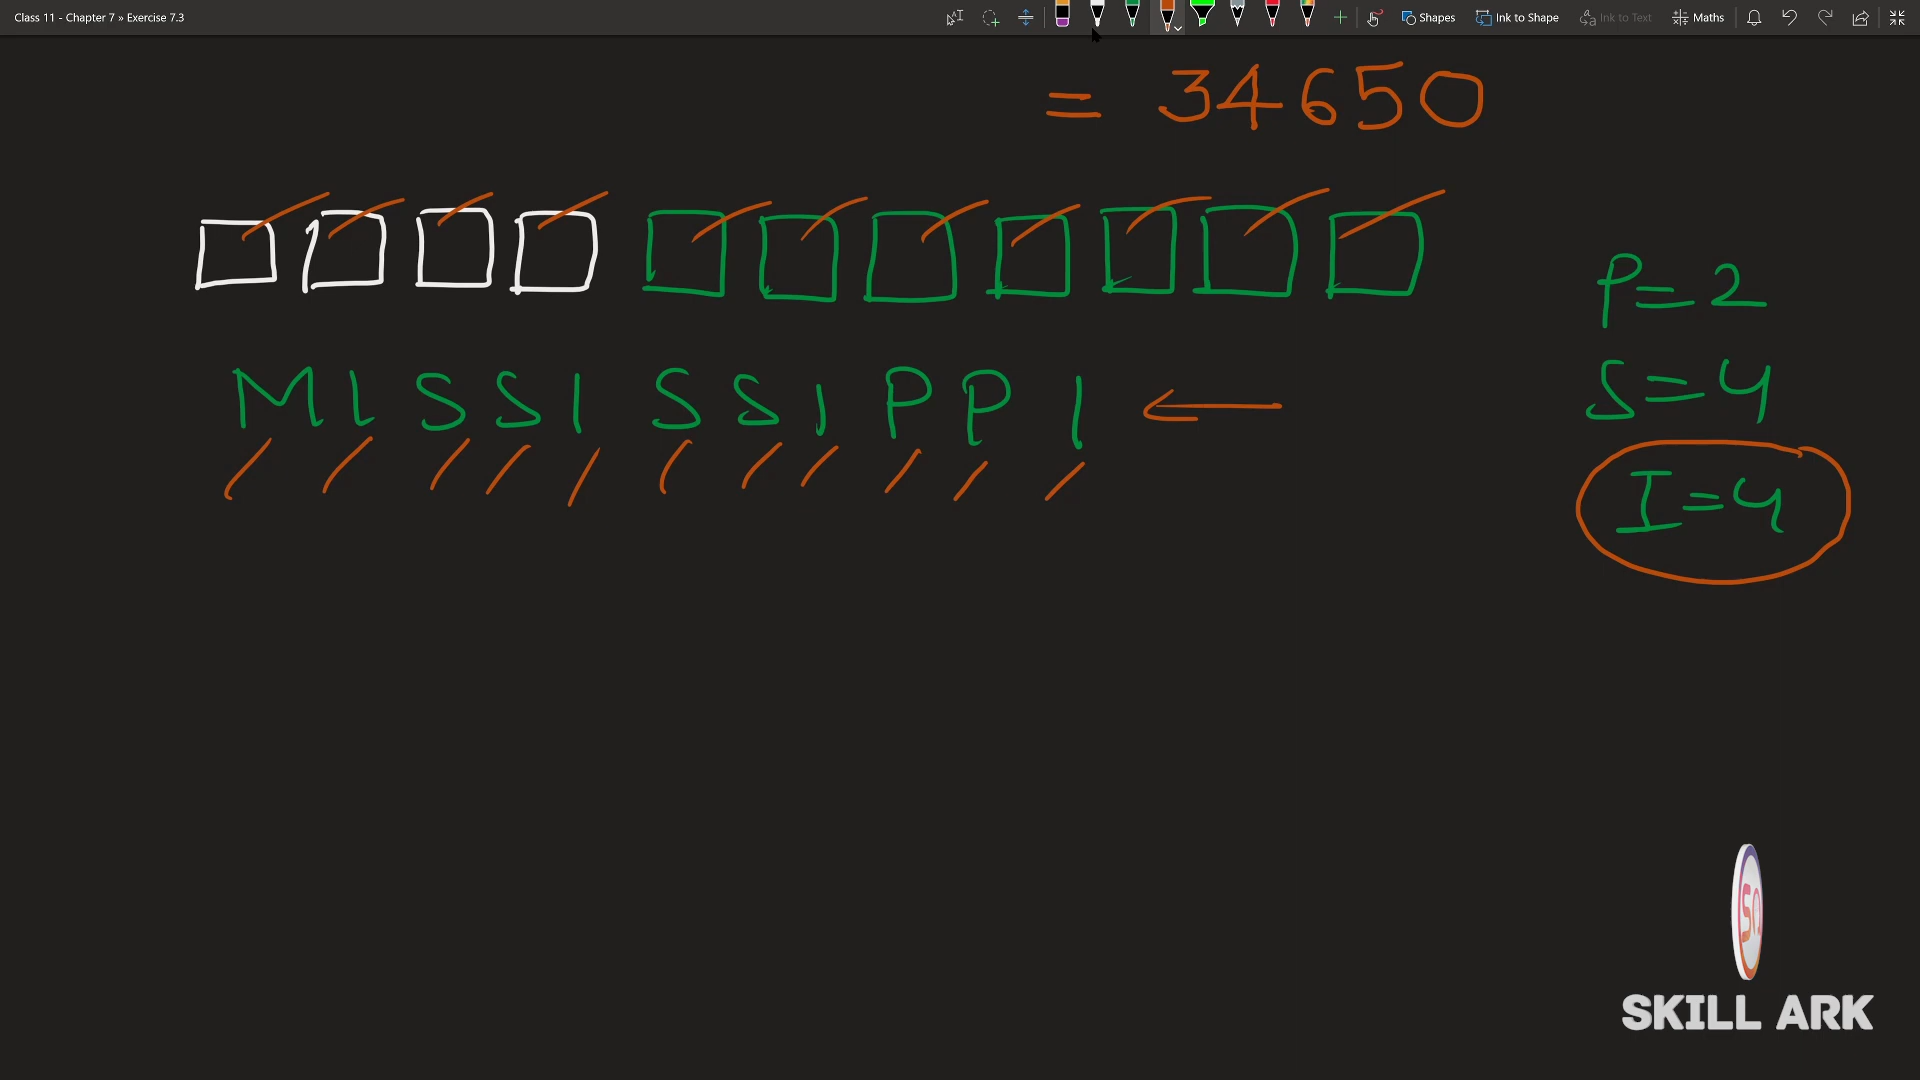 Class 11 - Chapter 7 » Exercise 7.3
Shapes Ink to Shape Ink to Text Maths
= 34650
P=2
MISSISSIPPI
S=4
I=4
SKILL ARK